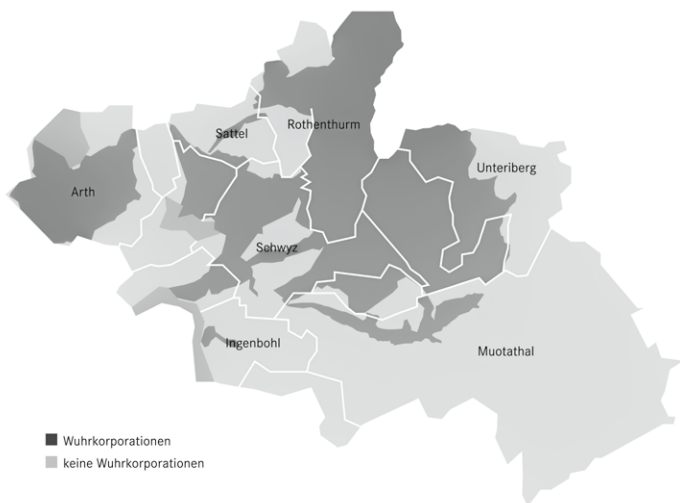 Rothenthurm
Sattel
Unteriberg
Arth
Schwyz
Ingenbohl
Muotathal
Wuhrkorporationen
keine Wuhrkorporationen